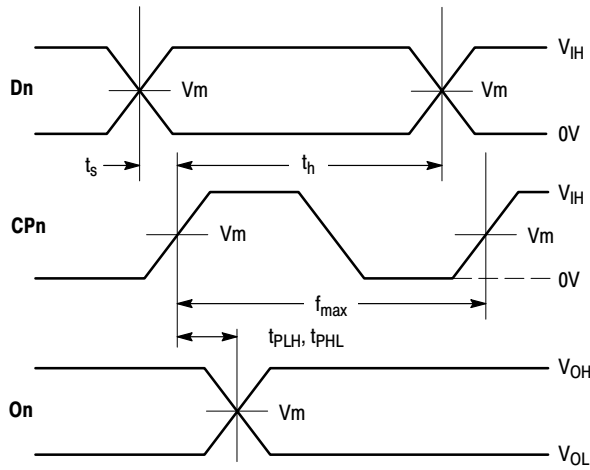 V_IH
Dn Vm Vm
0V
t_s t_h
V_IH
CPn Vm Vm
0V
f_max
t_PLH, t_PHL
V_OH
On Vm
V_OL